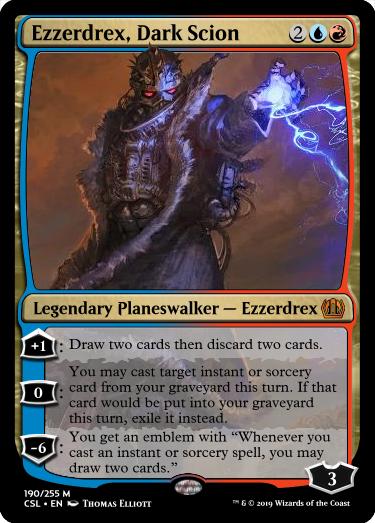 Ezzerdrex, Dark Scion 2
Legendary Planeswalker — Ezzerdrex
+1: Draw two cards then discard two cards.
You may cast target instant or sorcery
0: card from your graveyard this turn. If that
card would be put into your graveyard
this turn, exile it instead.
You get an emblem with “Whenever you
-6: cast an instant or sorcery spell, you may
draw two cards.”
3
190/255 M
CSL • EN Thomas Elliott
™ & © 2019 Wizards of the Coast